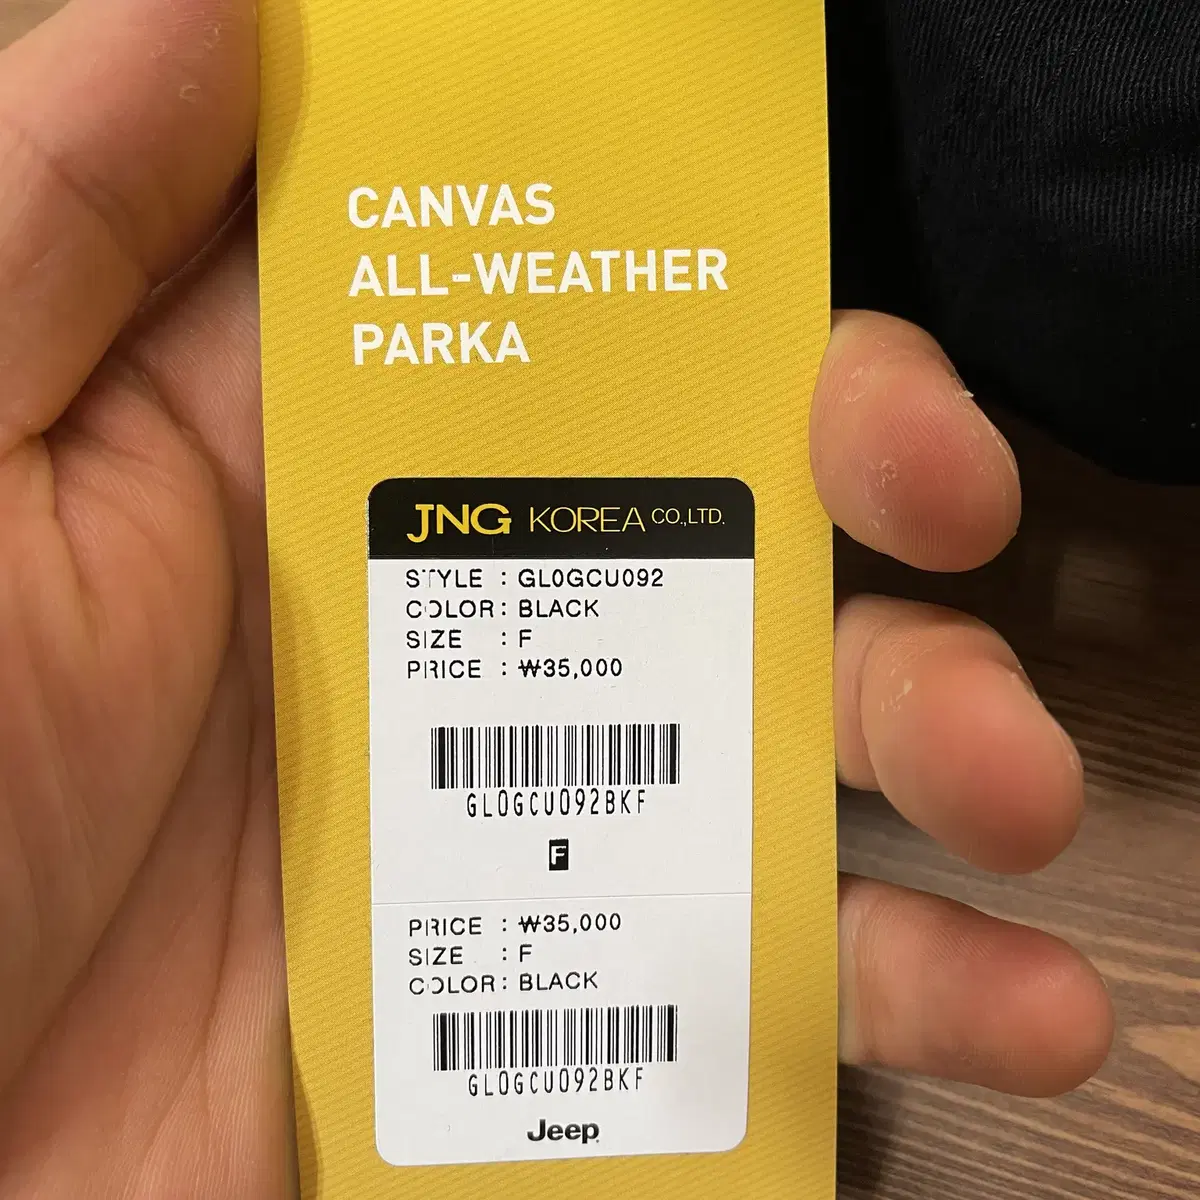 CANVAS
ALL-WEATHER
PARKA
JNG KOREA CO.,LTD.
STYLE : GL0GCU092
COLOR : BLACK
SIZE : F
PRICE : ₩35,000
GL0GCU092BKF
F
PRICE : ₩35,000
SIZE : F
COLOR : BLACK
GL0GCU092BKF
Jeep